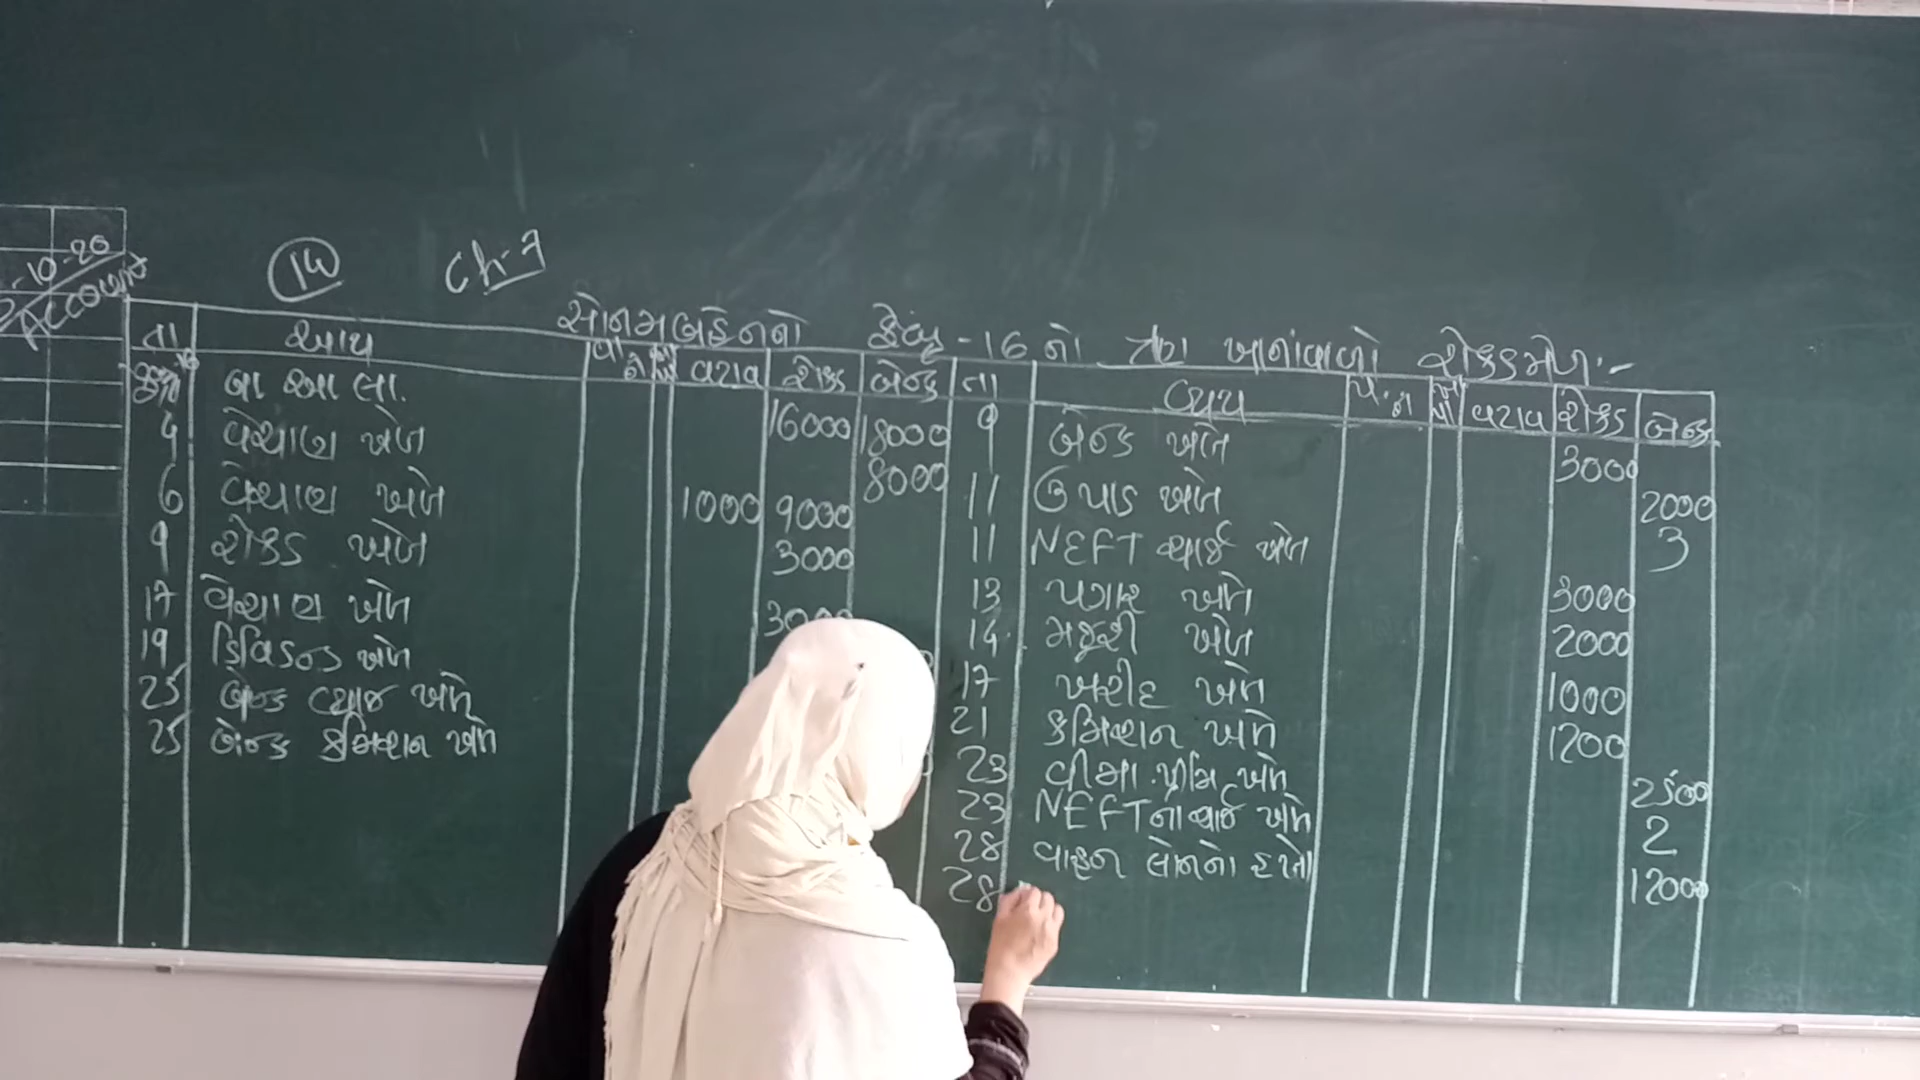 -10-20
Account
14 Ch-7
સોનમબહેનનો ફેબ્રુ-16 નો ત્રણ ખાનાંવાળો રોકડમેળ:-
તા આવક વા. નં વટાવ રોકડ બેન્ક તા વ્યય પ.નં વટાવ રોકડ બેન્ક
બા આ લા. 16000 18000
4 વેચાણ ખાતે 8000
6 વેચાણ ખાતે 1000 9000
9 રોકડ ખાતે 3000
17 વેચાણ ખાતે
19 ડિવિડન્ડ ખાતે
25 બેન્ક વ્યાજ ખાતે
25 બેન્ક કમિશન ખાતે
9 બેન્ક ખાતે 3000
11 ઉપાડ ખાતે 2000
11 NEFT ચાર્જ ખાતે 3
13 પગાર ખાતે 3000
14 મજૂરી ખાતે 2000
17 ખરીદ ખાતે 1000
21 કમિશન ખાતે 1200
23 વીમા પ્રીમિ ખાતે 2500
23 NEFTનો ચાર્જ ખાતે 2
28 વાહન લોનનો હપ્તો 12000
28